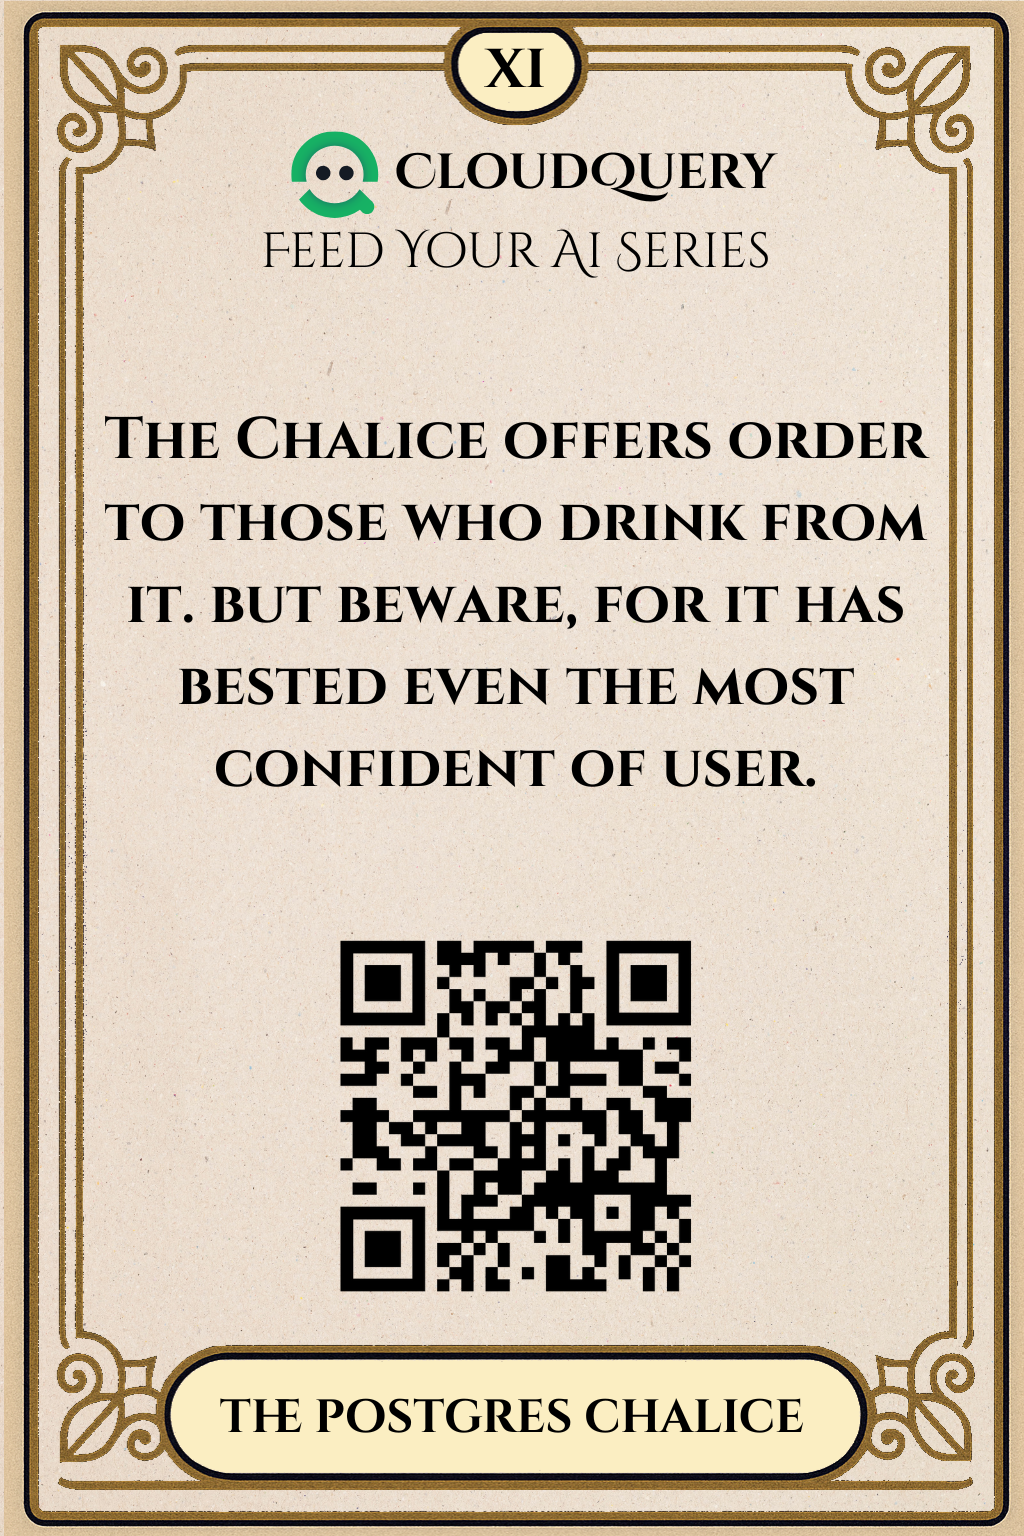 XI
CLOUDQUERY
FEED YOUR AI SERIES
THE CHALICE OFFERS ORDER
TO THOSE WHO DRINK FROM
IT. BUT BEWARE, FOR IT HAS
BESTED EVEN THE MOST
CONFIDENT OF USER.
THE POSTGRES CHALICE